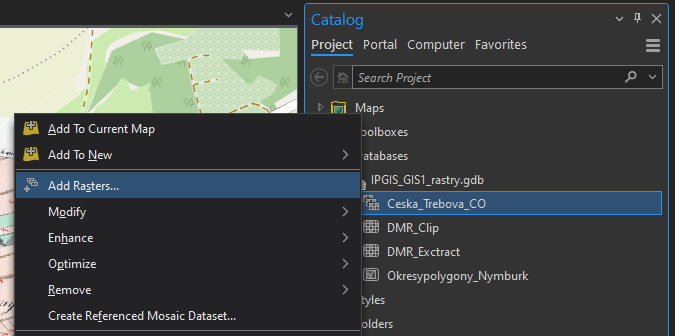 Catalog
Project Portal Computer Favorites
Search Project
Maps
oolboxes
atabases
IPGIS_GIS1_rastry.gdb
Ceska_Trebova_CO
DMR_Clip
DMR_Exctract
Okresypolygony_Nymburk
tyles
olders
Add To Current Map
Add To New
Add Rasters...
Modify
Enhance
Optimize
Remove
Create Referenced Mosaic Dataset...